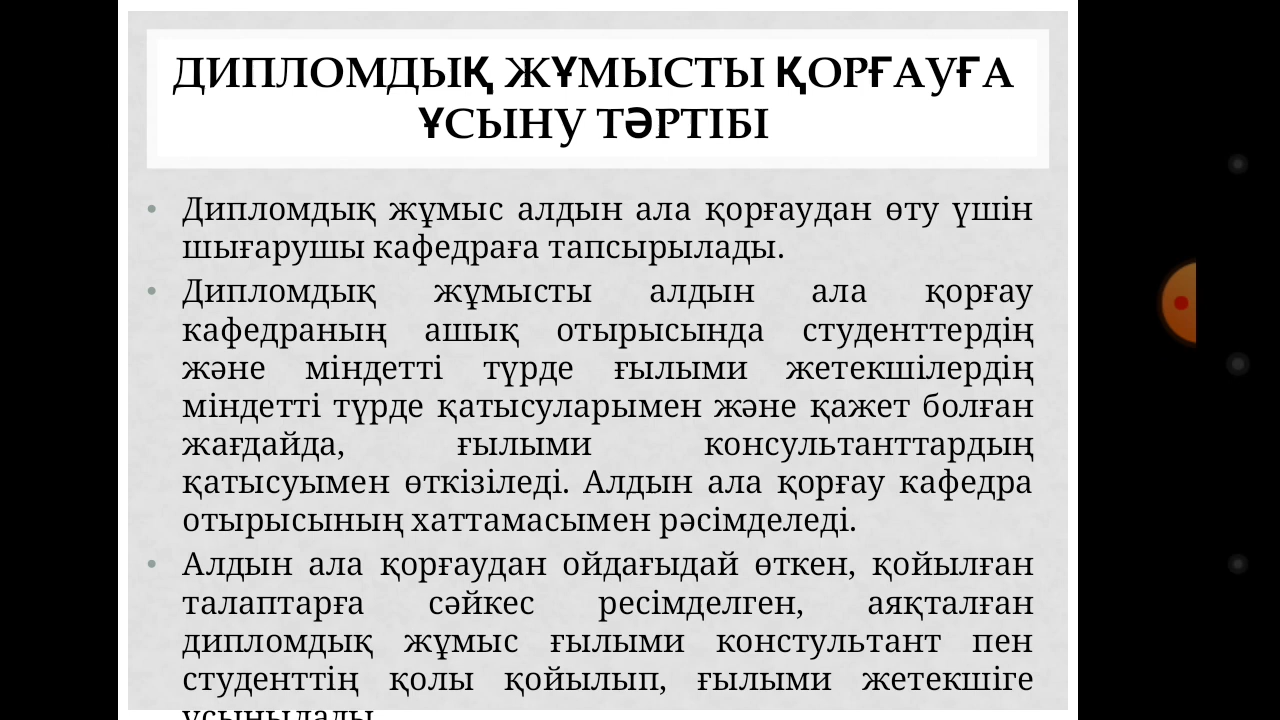 ДИПЛОМДЫҚ ЖҰМЫСТЫ ҚОРҒАУҒА
ҰСЫНУ ТӘРТІБІ
• Дипломдық жұмыс алдын ала қорғаудан өту үшін
шығарушы кафедраға тапсырылады.
• Дипломдық жұмысты алдын ала қорғау
кафедраның ашық отырысында студенттердің
және міндетті түрде ғылыми жетекшілердің
міндетті түрде қатысуларымен және қажет болған
жағдайда, ғылыми консультанттардың
қатысуымен өткізіледі. Алдын ала қорғау кафедра
отырысының хаттамасымен рәсімделеді.
• Алдын ала қорғаудан ойдағыдай өткен, қойылған
талаптарға сәйкес ресімделген, аяқталған
дипломдық жұмыс ғылыми констультант пен
студенттің қолы қойылып, ғылыми жетекшіге
ұсынылады